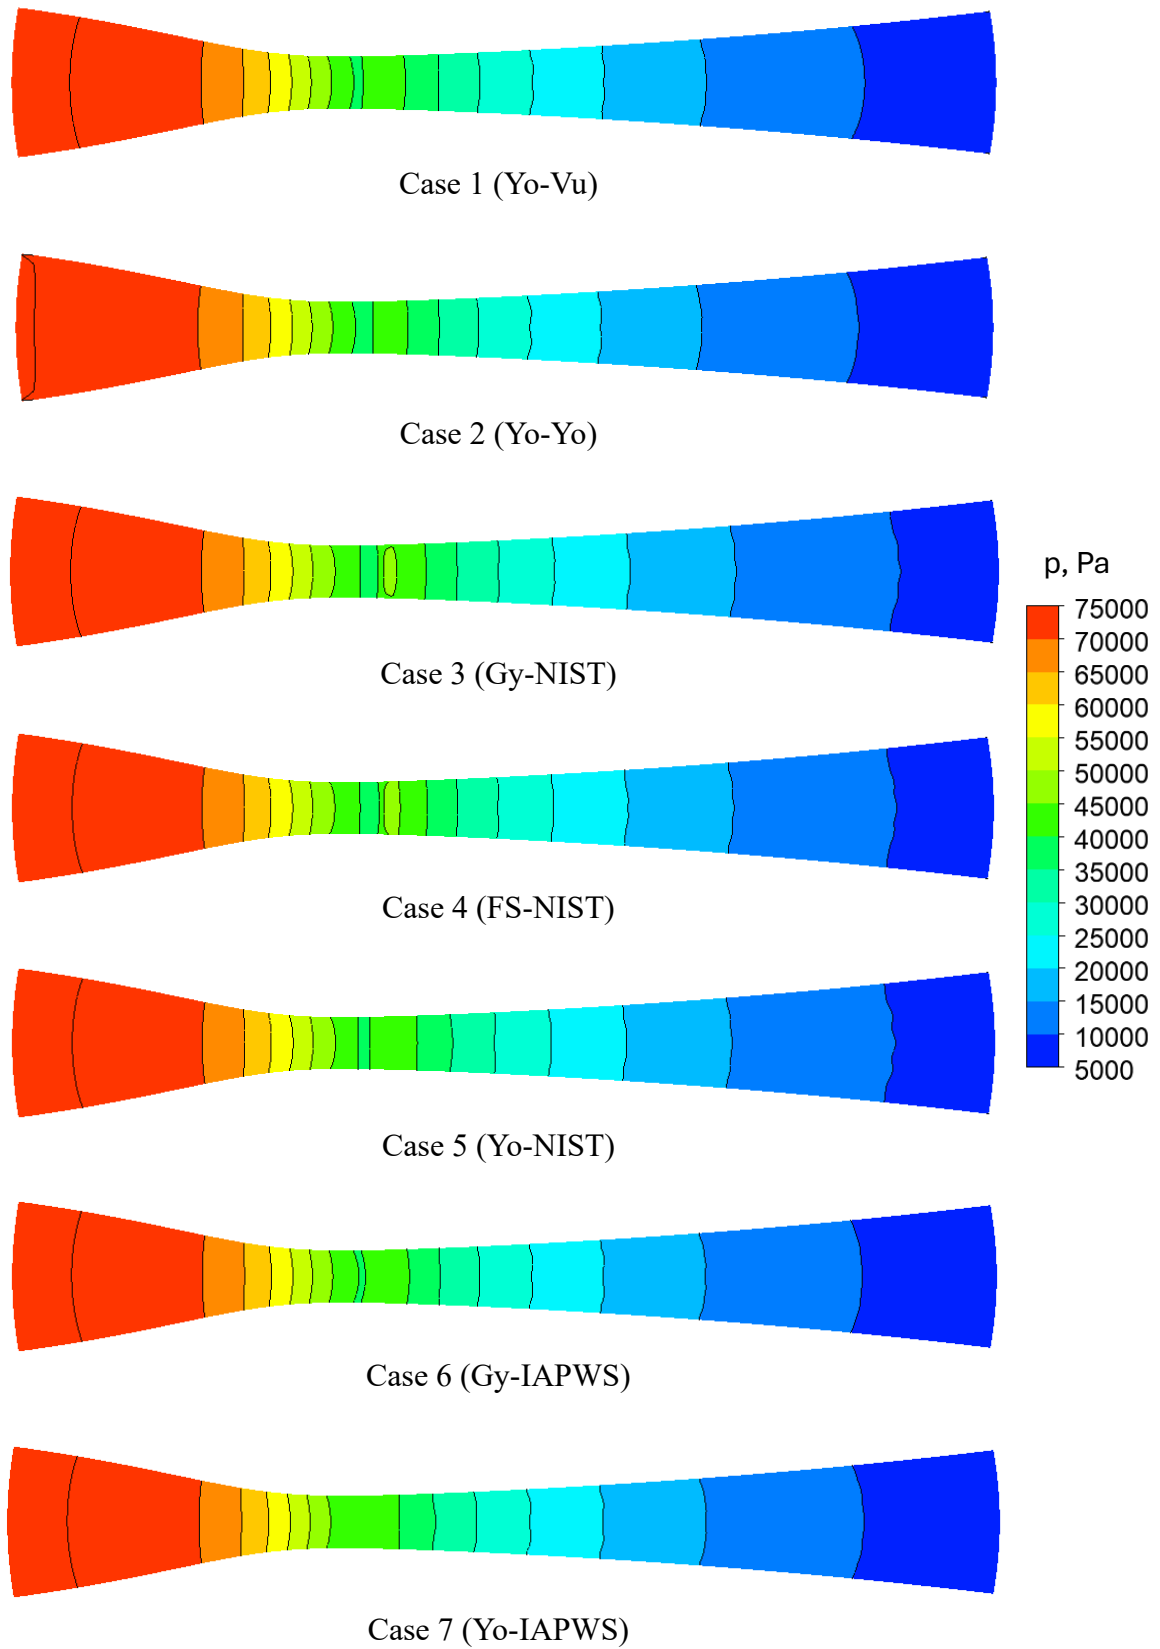 Case 1 (Yo-Vu)
Case 2 (Yo-Yo)
Case 3 (Gy-NIST)
p, Pa
75000
70000
65000
60000
55000
50000
45000
40000
35000
30000
25000
20000
15000
10000
5000
Case 4 (FS-NIST)
Case 5 (Yo-NIST)
Case 6 (Gy-IAPWS)
Case 7 (Yo-IAPWS)